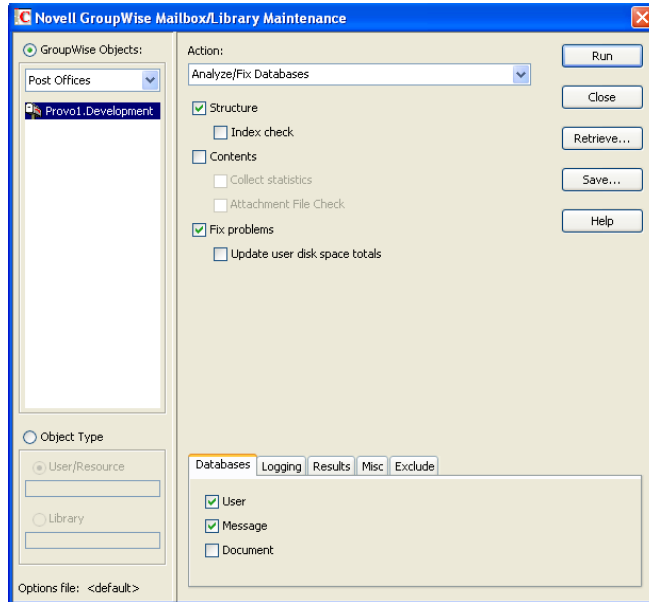 Novell GroupWise Mailbox/Library Maintenance
GroupWise Objects:
Post Offices
Provo1.Development
Object Type
User/Resource
Library
Options file: <default>
Action:
Analyze/Fix Databases
Structure
Index check
Contents
Collect statistics
Attachment File Check
Fix problems
Update user disk space totals
Databases Logging Results Misc Exclude
User
Message
Document
Run
Close
Retrieve...
Save...
Help